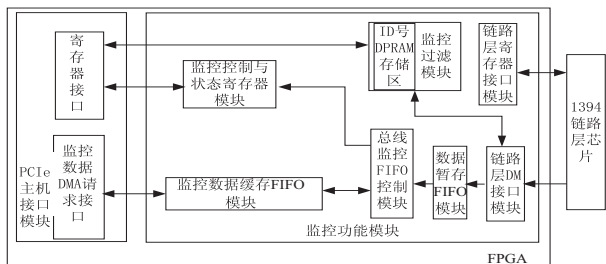 寄
存
器
接
口
监控控制与
状态寄存器
模块
ID号
DPRAM
存储
区
监控
过滤
模块
链路
层寄
存器
接口
模块
1394
链路
层芯
片
PCIe
主机
接口
模块
监控
数据
DMA请
求接
口
监控数据缓存FIFO
模块
总线
监控
FIFO
控制
模块
数据
暂存
FIFO
模块
链路
层DM
接口
模块
监控功能模块
FPGA